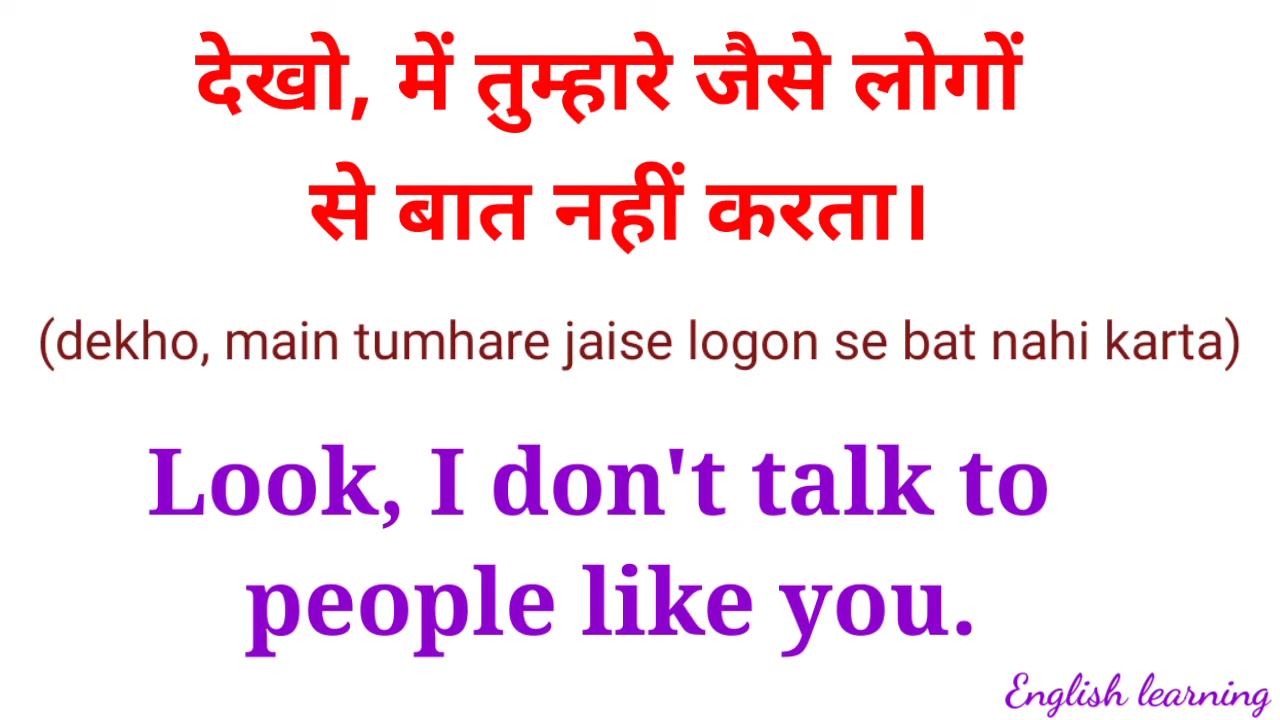 देखो, में तुम्हारे जैसे लोगों
से बात नहीं करता।
(dekho, main tumhare jaise logon se bat nahi karta)
Look, I don't talk to
people like you.
English learning